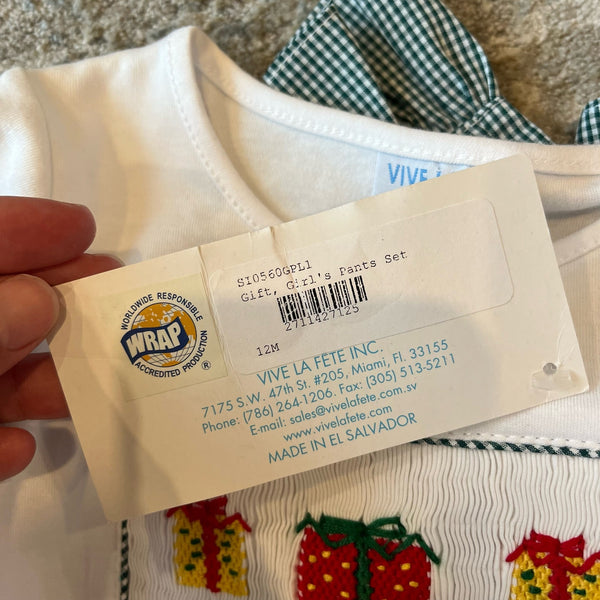 VIVE LA
SI0560GPL1
Gift, Girl's Pants Set
2711427125
12M
WORLDWIDE RESPONSIBLE
WRAP
ACCREDITED PRODUCTION
®
VIVE LA FETE INC.
7175 S.W. 47th St. #205, Miami, Fl. 33155
Phone: (786) 264-1206. Fax: (305) 513-5211
E-mail: sales@vivelafete.com.sv
www.vivelafete.com
MADE IN EL SALVADOR